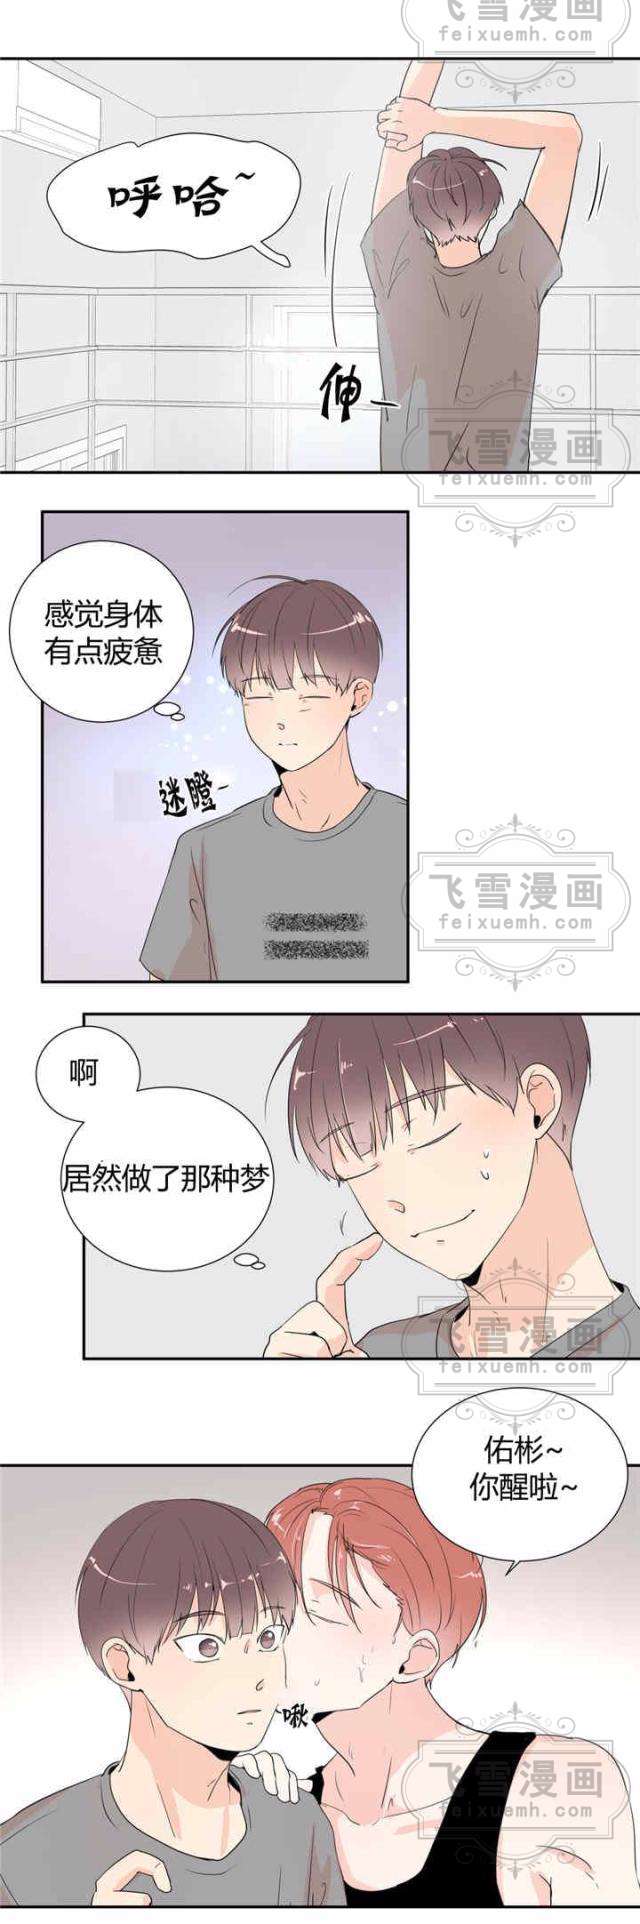 飞雪漫画
feixuemh.com
呼哈~
伸~
飞雪漫画
feixuemh.com
感觉身体
有点疲惫
迷瞪~
飞雪漫画
feixuemh.com
啊
居然做了那种梦
飞雪漫画
feixuemh.com
佑彬~
你醒啦~
啾
飞雪漫画
feixuemh.com